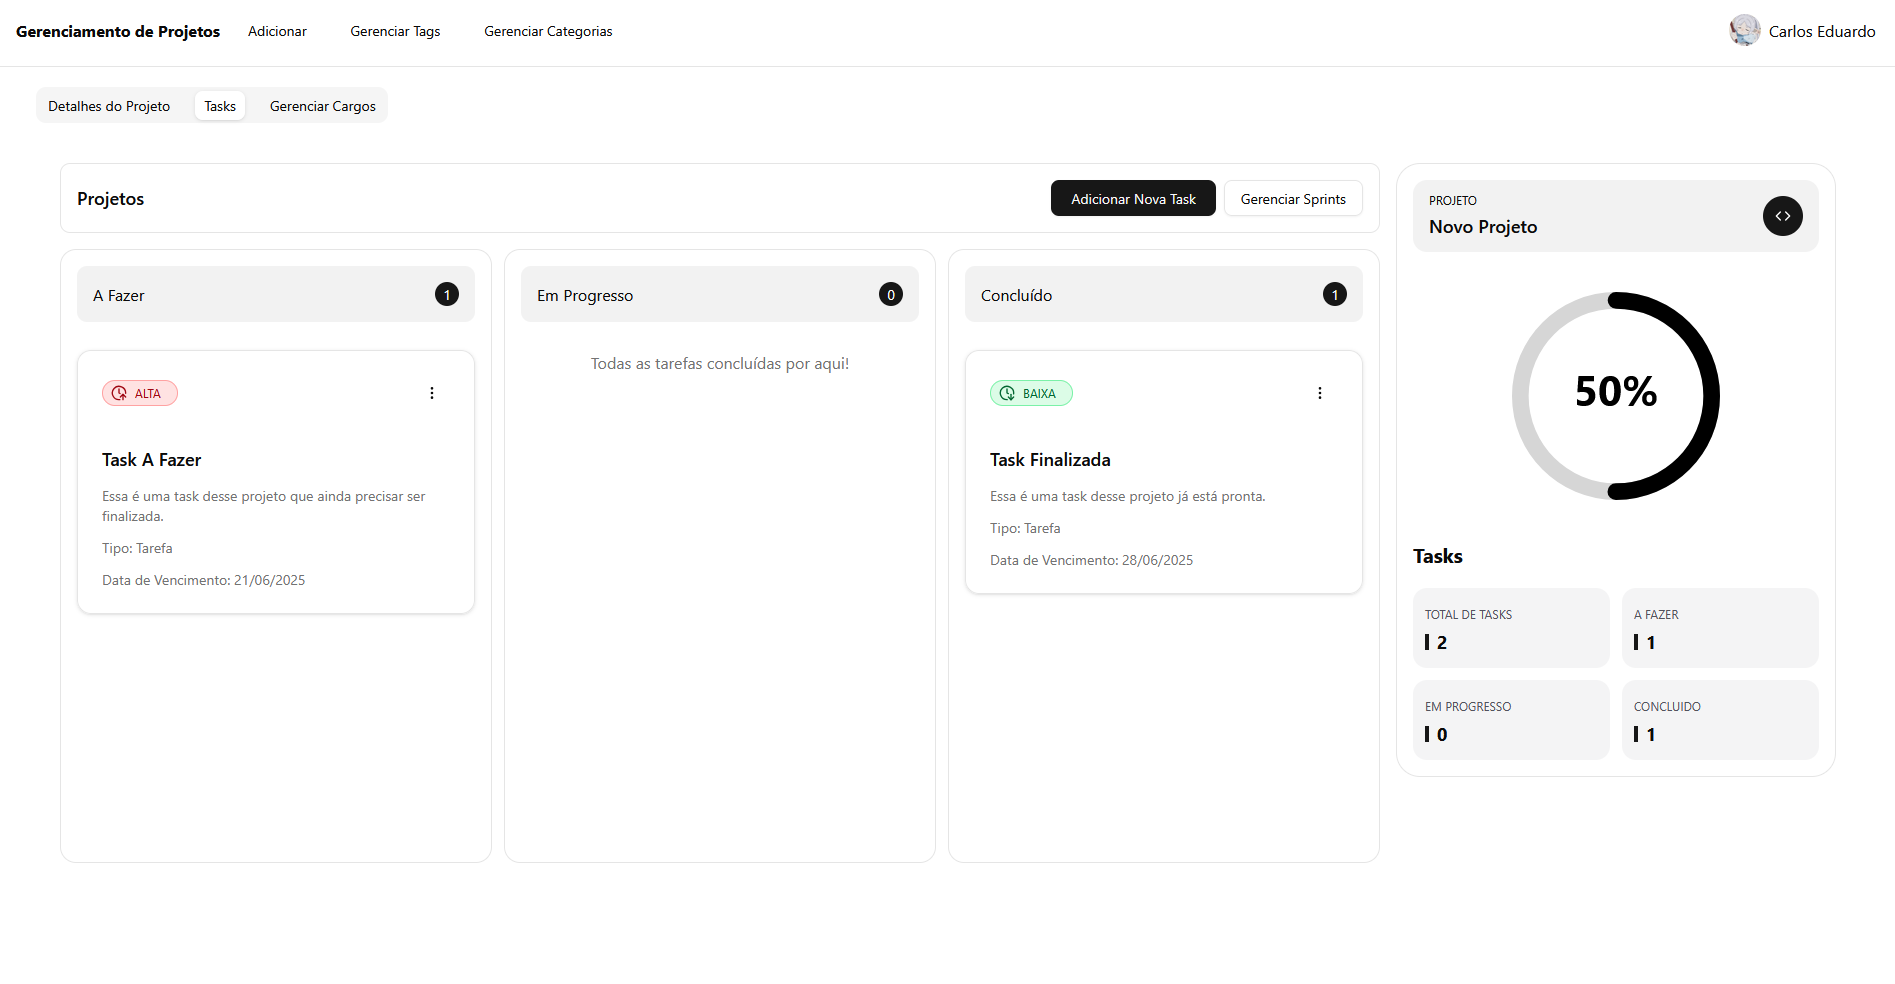 Gerenciamento de Projetos
Adicionar
Gerenciar Tags
Gerenciar Categorias
Carlos Eduardo
Detalhes do Projeto
Tasks
Gerenciar Cargos
Projetos
Adicionar Nova Task
Gerenciar Sprints
A Fazer
1
ALTA
Task A Fazer
Essa é uma task desse projeto que ainda precisar ser
finalizada.
Tipo: Tarefa
Data de Vencimento: 21/06/2025
Em Progresso
0
Todas as tarefas concluídas por aqui!
Concluído
1
BAIXA
Task Finalizada
Essa é uma task desse projeto já está pronta.
Tipo: Tarefa
Data de Vencimento: 28/06/2025
PROJETO
Novo Projeto
50%
Tasks
TOTAL DE TASKS
2
A FAZER
1
EM PROGRESSO
0
CONCLUIDO
1